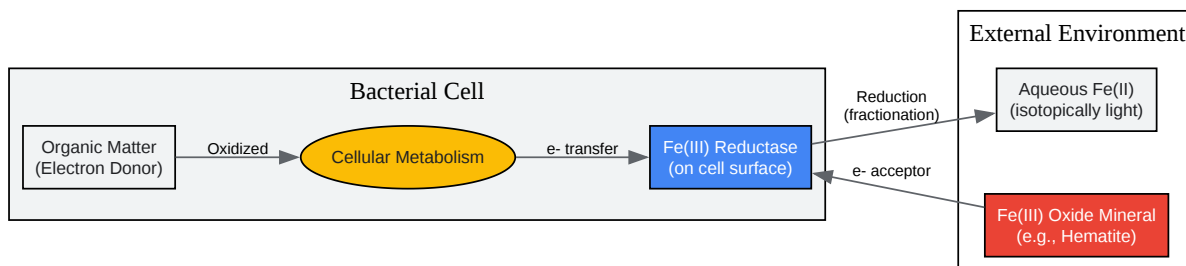 External Environment
Bacterial Cell
Organic Matter
(Electron Donor)
Oxidized
Cellular Metabolism
e- transfer
Fe(III) Reductase
(on cell surface)
Reduction
(fractionation)
Aqueous Fe(II)
(isotopically light)
e- acceptor
Fe(III) Oxide Mineral
(e.g., Hematite)